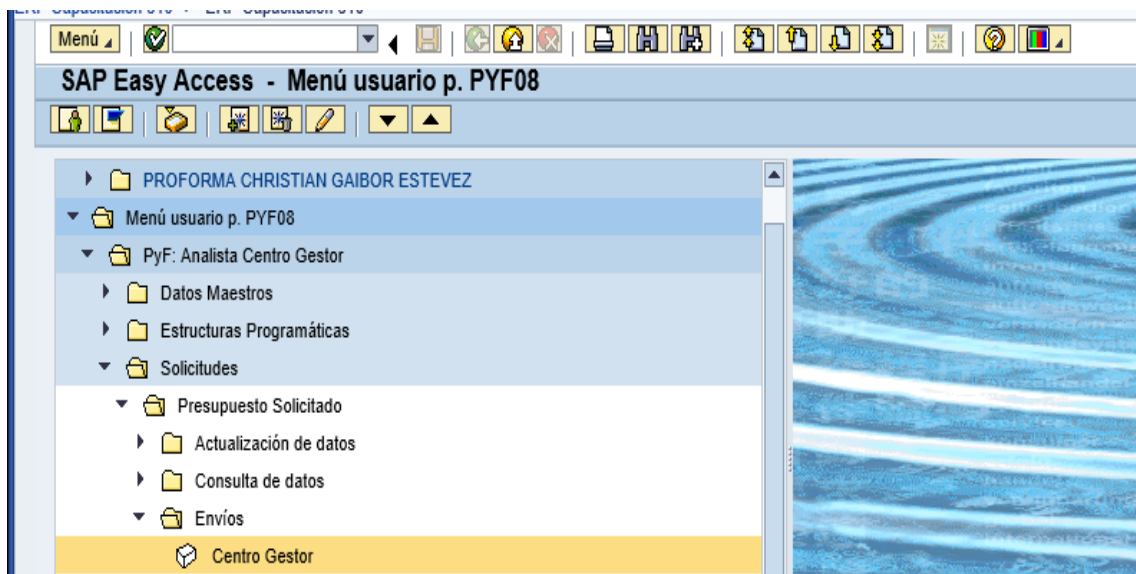 Menú
SAP Easy Access - Menú usuario p. PYF08
PROFORMA CHRISTIAN GAIBOR ESTEVEZ
Menú usuario p. PYF08
PyF: Analista Centro Gestor
Datos Maestros
Estructuras Programáticas
Solicitudes
Presupuesto Solicitado
Actualización de datos
Consulta de datos
Envíos
Centro Gestor